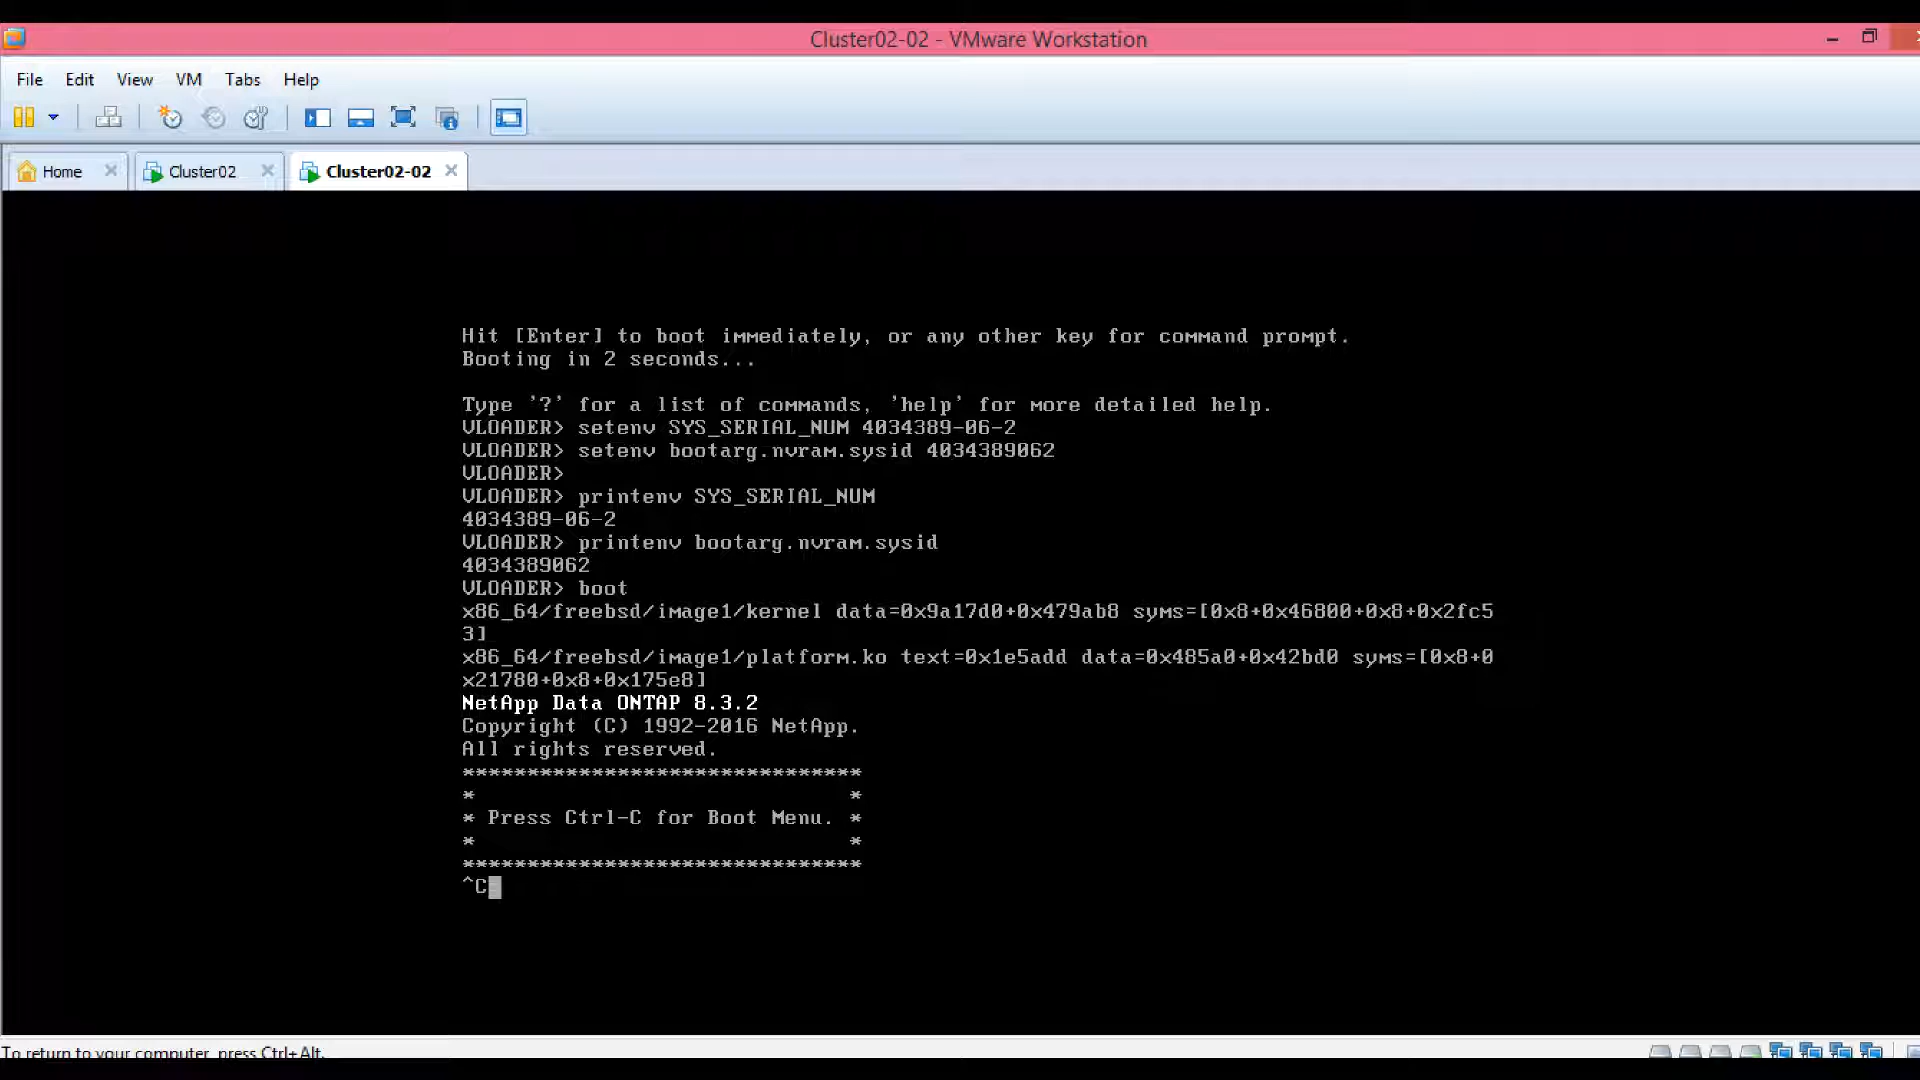 Cluster02-02 - VMware Workstation
File Edit View VM Tabs Help
Home Cluster02 Cluster02-02
Hit [Enter] to boot immediately, or any other key for command prompt.
Booting in 2 seconds...
Type '?' for a list of commands, 'help' for more detailed help.
VLOADER> setenv SYS_SERIAL_NUM 4034389-06-2
VLOADER> setenv bootarg.nvram.sysid 4034389062
VLOADER>
VLOADER> printenv SYS_SERIAL_NUM
4034389-06-2
VLOADER> printenv bootarg.nvram.sysid
4034389062
VLOADER> boot
x86_64/freebsd/image1/kernel data=0x9a17d0+0x479ab8 syms=[0x8+0x46800+0x8+0x2fc5
3]
x86_64/freebsd/image1/platform.ko text=0x1e5add data=0x485a0+0x42bd0 syms=[0x8+0
x21780+0x8+0x175e8]
NetApp Data ONTAP 8.3.2
Copyright (C) 1992-2016 NetApp.
All rights reserved.
*******************************
*                             *
* Press Ctrl-C for Boot Menu. *
*                             *
*******************************
^C
To return to your computer, press Ctrl+Alt.